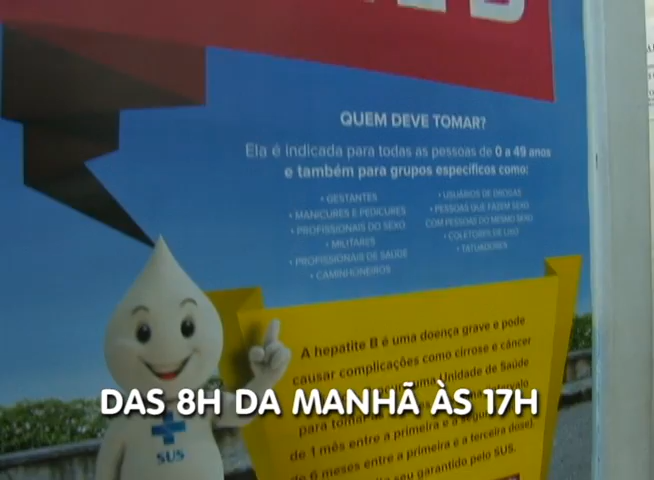 QUEM DEVE TOMAR?
Ela é indicada para todas as pessoas de 0 a 49 anos
e também para grupos específicos como:
• GESTANTES
• MANICURES E PEDICURES
• PROFISSIONAIS DO SEXO
• MILITARES
• PROFISSIONAIS DE SAÚDE
• CAMINHONEIROS
• USUÁRIOS DE DROGAS
• PESSOAS QUE FAZEM SEXO
COM PESSOAS DO MESMO SEXO
• COLETORES DE LIXO
• TATUADORES
A hepatite B é uma doença grave e pode
causar complicações como cirrose e câncer
uma Unidade de Saúde
para tomar
de 1 mês entre a primeira e a segunda
de 6 meses entre a primeira e a terceira dose).
seu garantido pelo SUS.
DAS 8H DA MANHÃ ÀS 17H
SUS